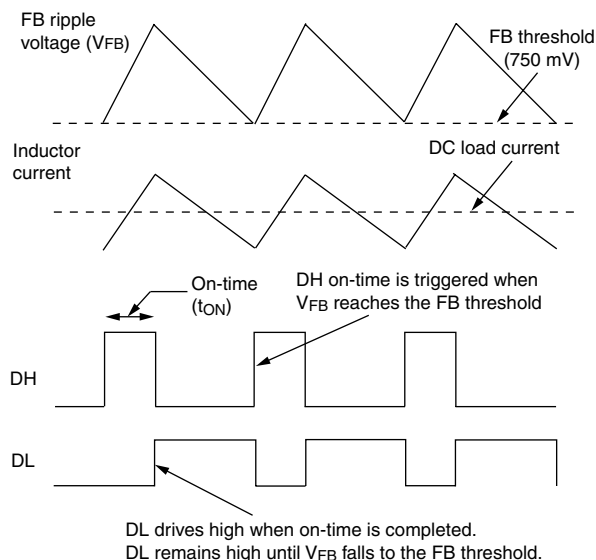 FB ripple
voltage (VFB)
FB threshold
(750 mV)
Inductor
current
DC load current
On-time
(tON)
DH on-time is triggered when
VFB reaches the FB threshold
DH
DL
DL drives high when on-time is completed.
DL remains high until VFB falls to the FB threshold.